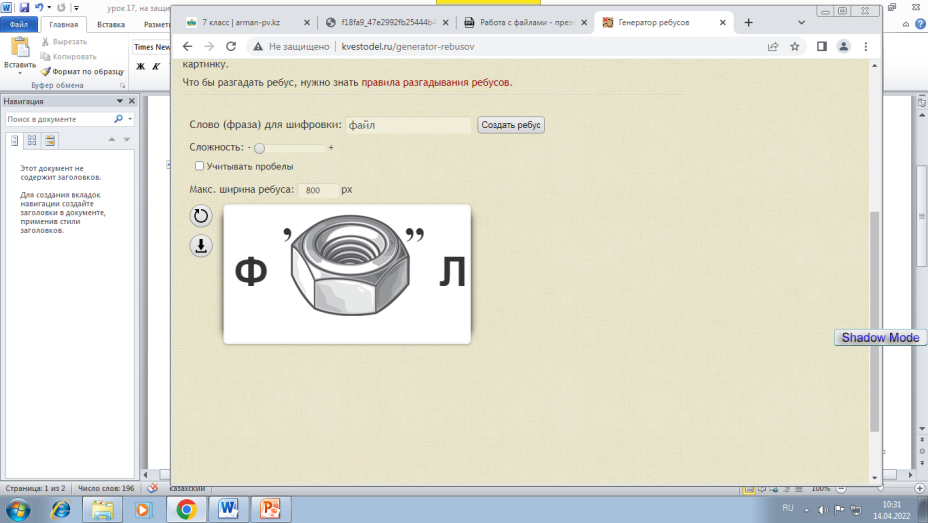 урок 17, на защи
Файл
Главная
Вставка
Размет
Вставить
Вырезать
Копировать
Формат по образцу
Буфер обмена
Times New
Ж К
Навигация
Поиск в документе
Этот документ не
содержит заголовков.
Для создания вкладок
навигации создайте
заголовки в документе,
применив стили
заголовков.
7 класс | arman-pv.kz
f18fa9_47e2992fb25444b4
Работа с файлами - през
Генератор ребусов
Не защищено | kvestodel.ru/generator-rebusov
картинку.
Что бы разгадать ребус, нужно знать правила разгадывания ребусов.
Слово (фраза) для шифровки: файл Создать ребус
Сложность: - +
Учитывать пробелы
Макс. ширина ребуса: 800 px
Ф , ,, Л
Shadow Mode
Страница: 1 из 2 Число слов: 196 казахский 100%
RU 10:31
14.04.2022